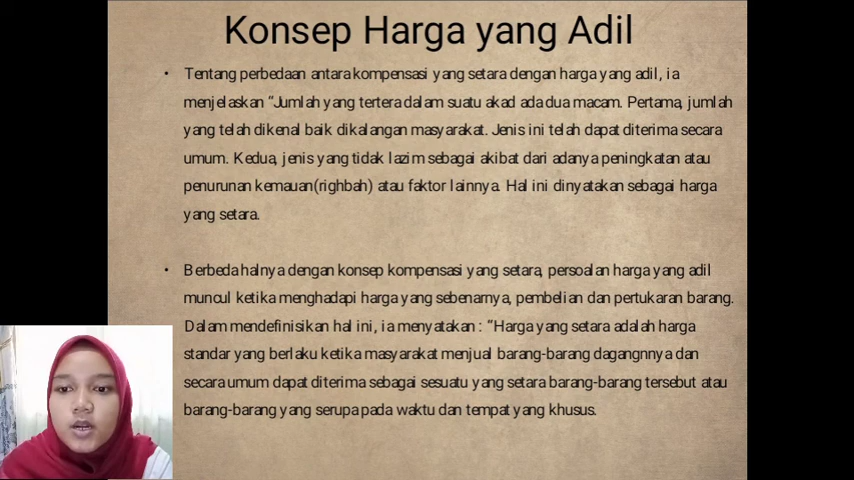 Konsep Harga yang Adil
• Tentang perbedaan antara kompensasi yang setara dengan harga yang adil, ia
menjelaskan “Jumlah yang tertera dalam suatu akad ada dua macam. Pertama, jumlah
yang telah dikenal baik dikalangan masyarakat. Jenis ini telah dapat diterima secara
umum. Kedua, jenis yang tidak lazim sebagai akibat dari adanya peningkatan atau
penurunan kemauan(righbah) atau faktor lainnya. Hal ini dinyatakan sebagai harga
yang setara.
• Berbeda halnya dengan konsep kompensasi yang setara, persoalan harga yang adil
muncul ketika menghadapi harga yang sebenarnya, pembelian dan pertukaran barang.
Dalam mendefinisikan hal ini, ia menyatakan : “Harga yang setara adalah harga
standar yang berlaku ketika masyarakat menjual barang-barang dagangnnya dan
secara umum dapat diterima sebagai sesuatu yang setara barang-barang tersebut atau
barang-barang yang serupa pada waktu dan tempat yang khusus.